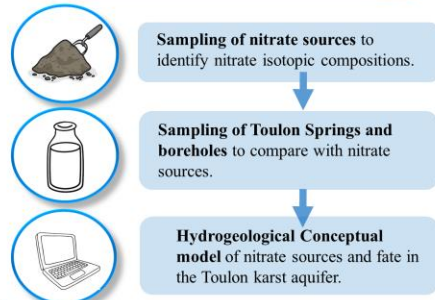 Sampling of nitrate sources to
identify nitrate isotopic compositions.
Sampling of Toulon Springs and
boreholes to compare with nitrate
sources.
Hydrogeological Conceptual
model of nitrate sources and fate in
the Toulon karst aquifer.